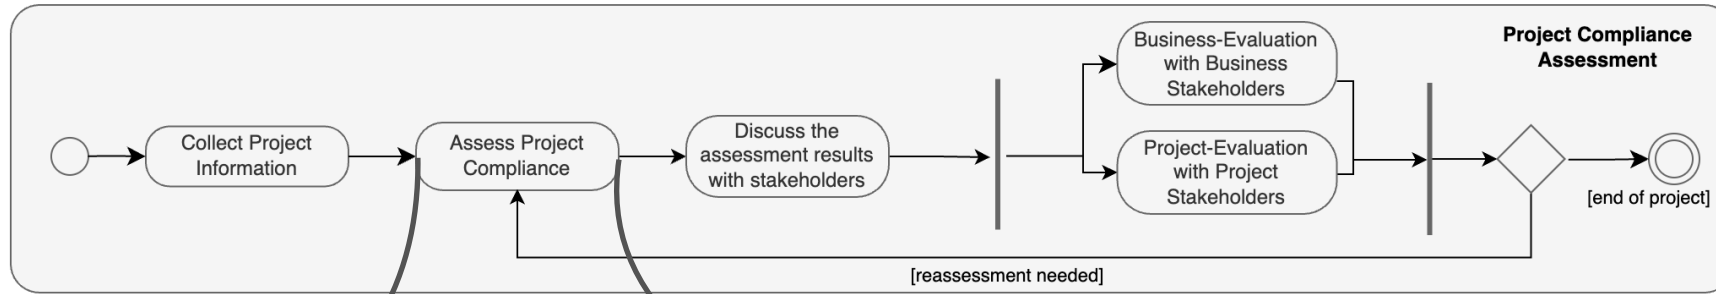 Project Compliance
Assessment
Collect Project
Information
Assess Project
Compliance
Discuss the
assessment results
with stakeholders
Business-Evaluation
with Business
Stakeholders
Project-Evaluation
with Project
Stakeholders
[end of project]
[reassessment needed]